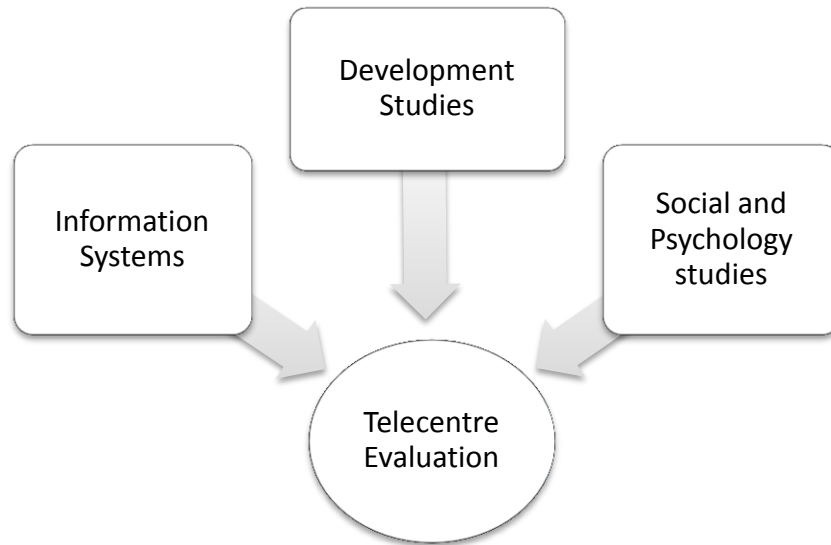 Development
Studies
Information
Systems
Social and
Psychology
studies
Telecentre
Evaluation